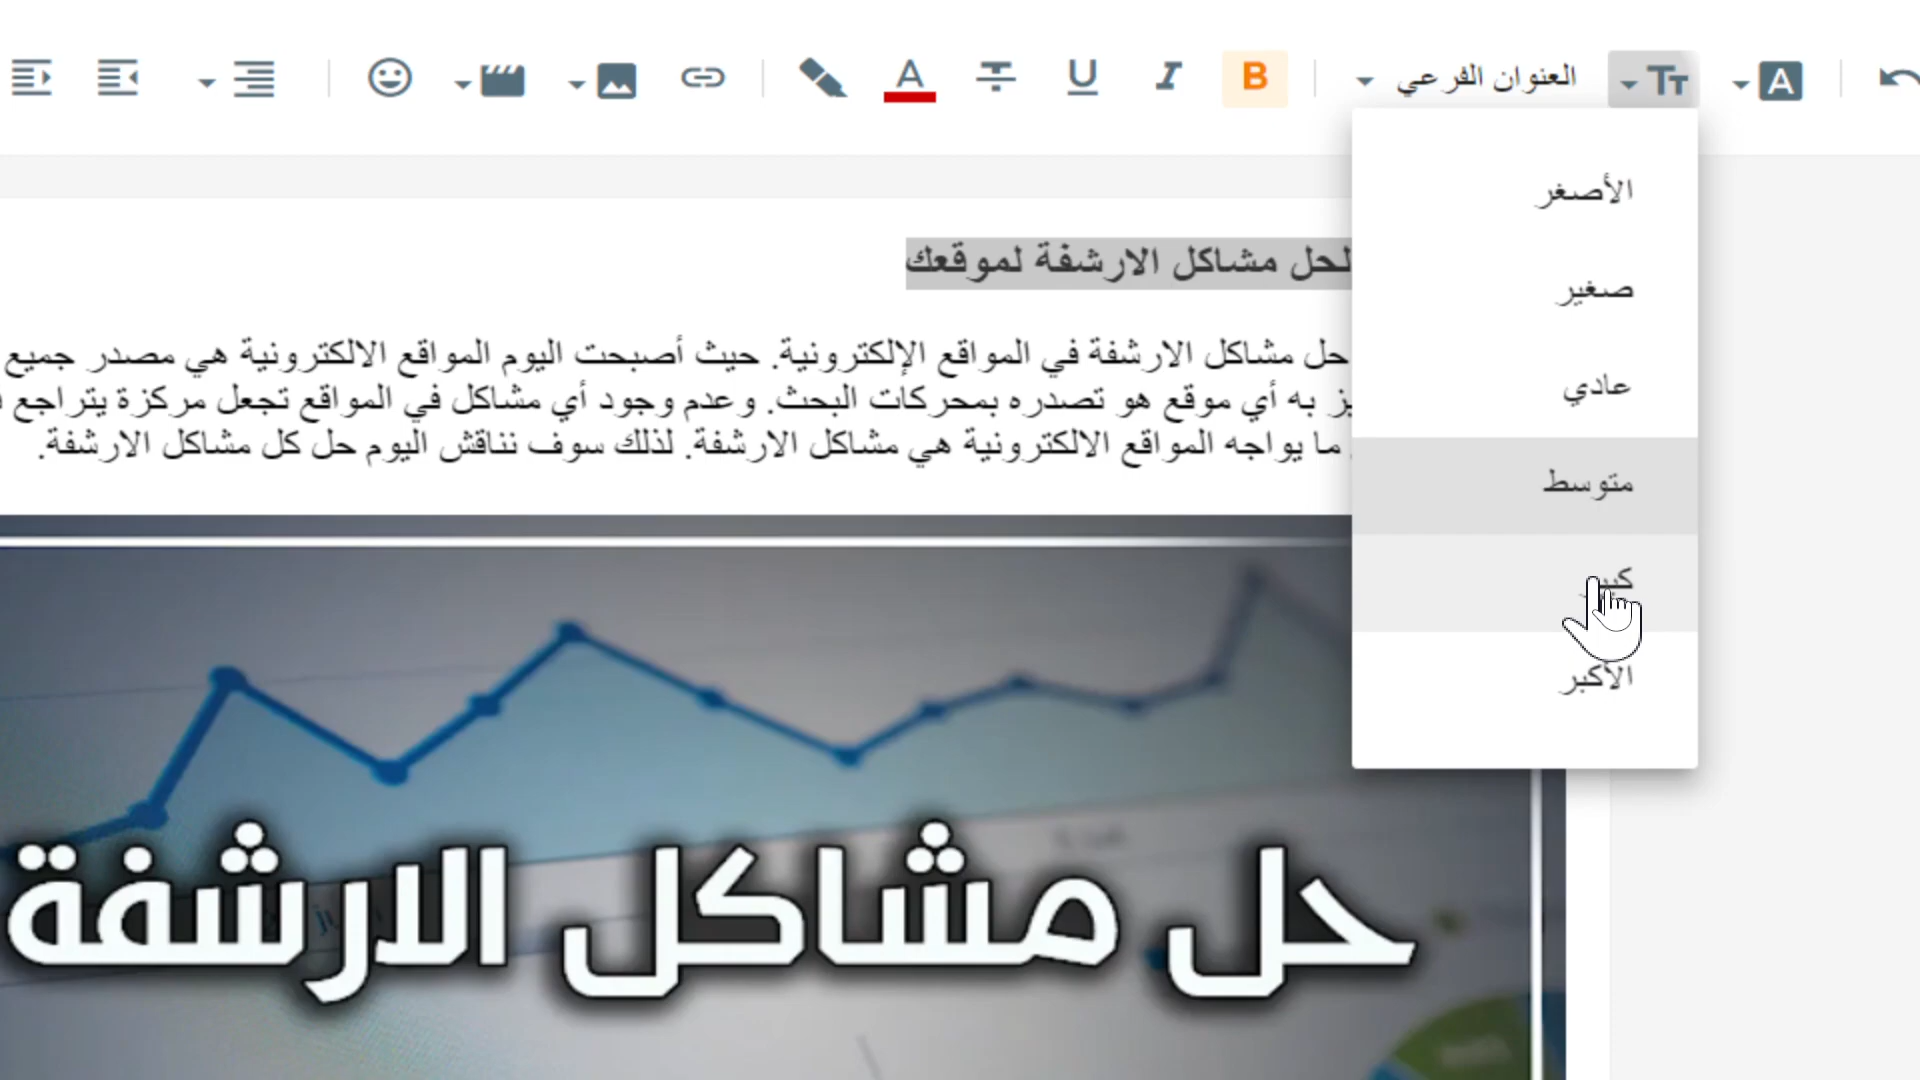 العنوان الفرعي
B
A
A
الأصغر
صغير
عادي
متوسط
كبير
الأكبر
لحل مشاكل الارشفة لموقعك
حل مشاكل الارشفة في المواقع الإلكترونية. حيث أصبحت اليوم المواقع الالكترونية هي مصدر جميع
به أي موقع هو تصدره بمحركات البحث. وعدم وجود أي مشاكل في المواقع تجعل مركزة يتراجع
ما يواجه المواقع الالكترونية هي مشاكل الارشفة. لذلك سوف نناقش اليوم حل كل مشاكل الارشفة.
حل مشاكل الارشفة